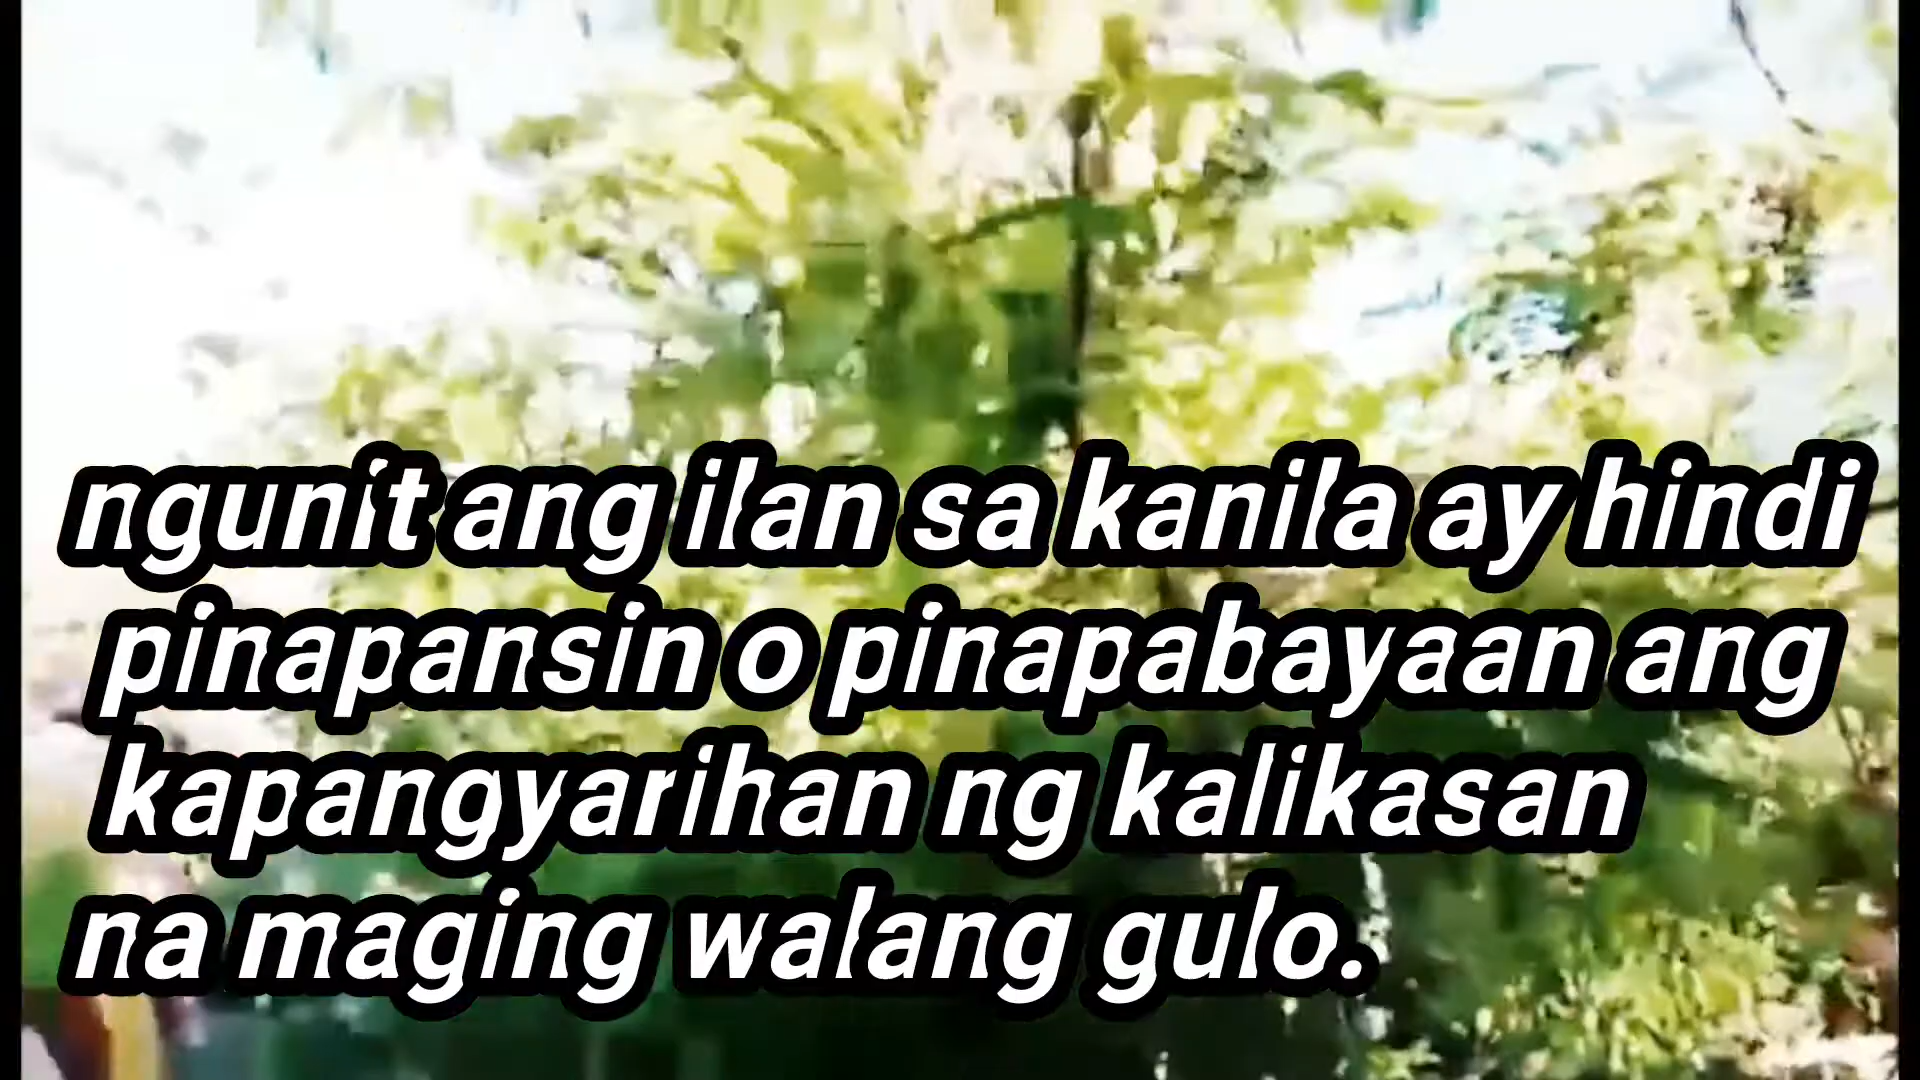 ngunit ang ilan sa kanila ay hindi
pinapansin o pinapabayaan ang
kapangyarihan ng kalikasan
na maging walang gulo.